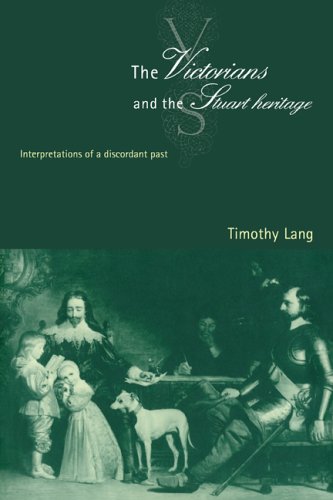 The Victorians
and the Stuart heritage
Interpretations of a discordant past
Timothy Lang